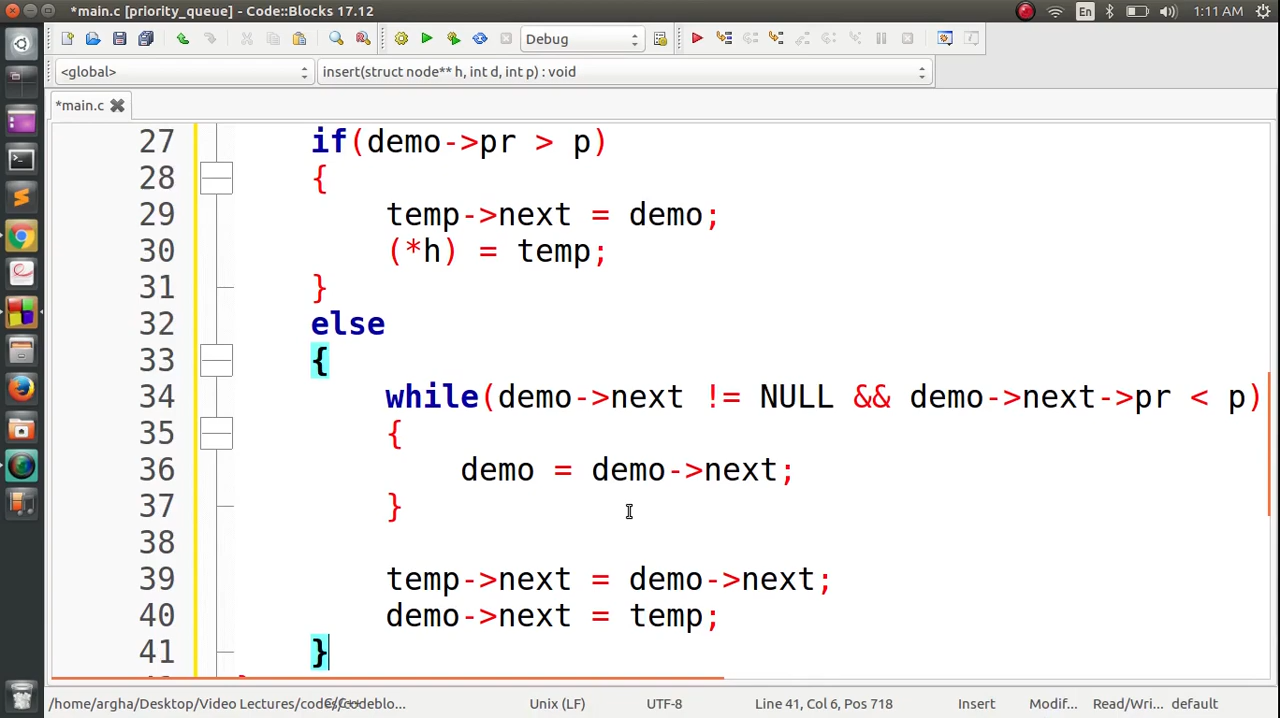 *main.c [priority_queue] - Code::Blocks 17.12
En
1:11 AM
Debug
<global>
insert(struct node** h, int d, int p) : void
*main.c
27 if(demo->pr > p)
28 {
29 temp->next = demo;
30 (*h) = temp;
31 }
32 else
33 {
34 while(demo->next != NULL && demo->next->pr < p)
35 {
36 demo = demo->next;
37 }
38
39 temp->next = demo->next;
40 demo->next = temp;
41 }
/home/argha/Desktop/Video Lectures/codes/Codeblo...
C/C++
Unix (LF)
UTF-8
Line 41, Col 6, Pos 718
Insert
Modif...
Read/Wri...
default